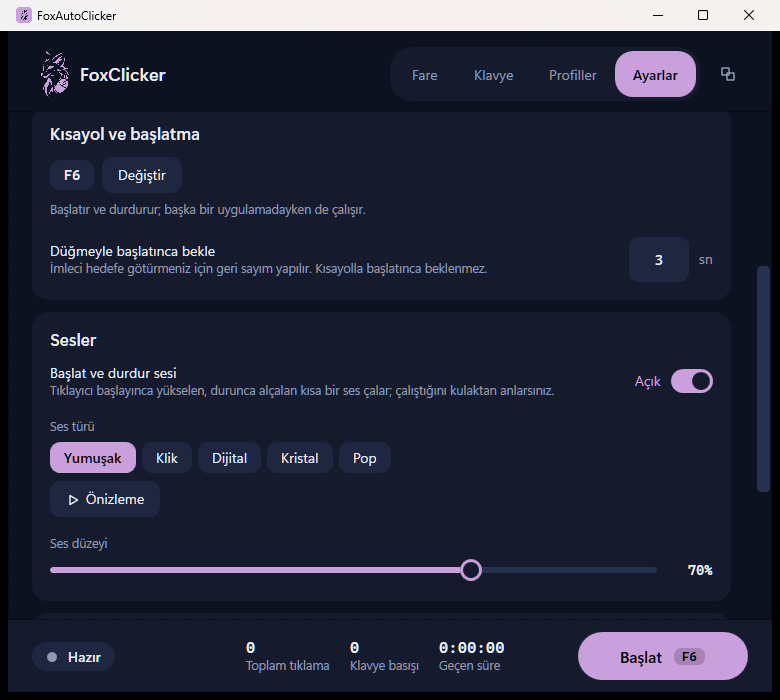 FoxAutoClicker
FoxClicker
Fare Klavye Profiller Ayarlar
Kısayol ve başlatma
F6 Değiştir
Başlatır ve durdurur; başka bir uygulamadayken de çalışır.
Düğmeyle başlatınca bekle
İmleci hedefe götürmeniz için geri sayım yapılır. Kısayolla başlatınca beklenmez.
3 sn
Sesler
Başlat ve durdur sesi
Tıklayıcı başlayınca yükselen, durunca alçalan kısa bir ses çalar; çalıştığını kulaktan anlarsınız.
Açık
Ses türü
Yumuşak Klik Dijital Kristal Pop
Önizleme
Ses düzeyi
70%
Hazır
0 0 0:00:00
Toplam tıklama Klavye basışı Geçen süre
Başlat F6